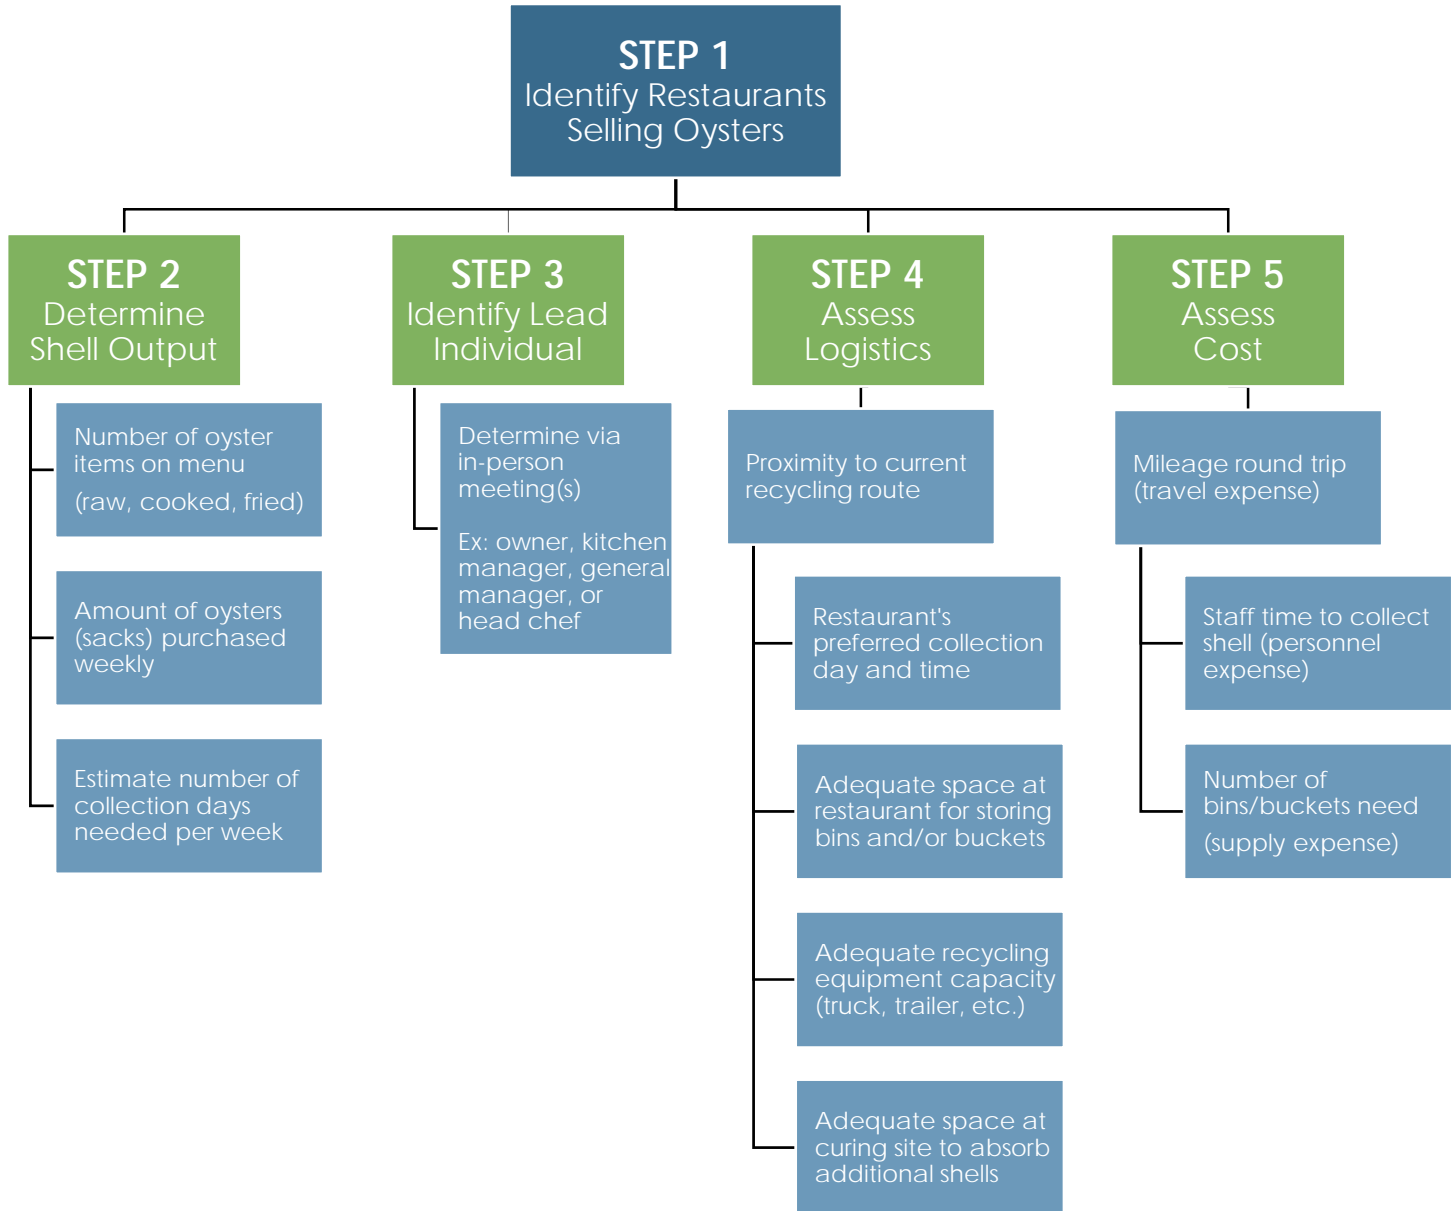 STEP 1
Identify Restaurants
Selling Oysters
STEP 2
Determine
Shell Output
Number of oyster
items on menu
(raw, cooked, fried)
Amount of oysters
(sacks) purchased
weekly
Estimate number of
collection days
needed per week
STEP 3
Identify Lead
Individual
Determine via
in-person
meeting(s)
Ex: owner, kitchen
manager, general
manager, or
head chef
STEP 4
Assess
Logistics
Proximity to current
recycling route
Restaurant's
preferred collection
day and time
Adequate space at
restaurant for storing
bins and/or buckets
Adequate recycling
equipment capacity
(truck, trailer, etc.)
Adequate space at
curing site to absorb
additional shells
STEP 5
Assess
Cost
Mileage round trip
(travel expense)
Staff time to collect
shell (personnel
expense)
Number of
bins/buckets need
(supply expense)